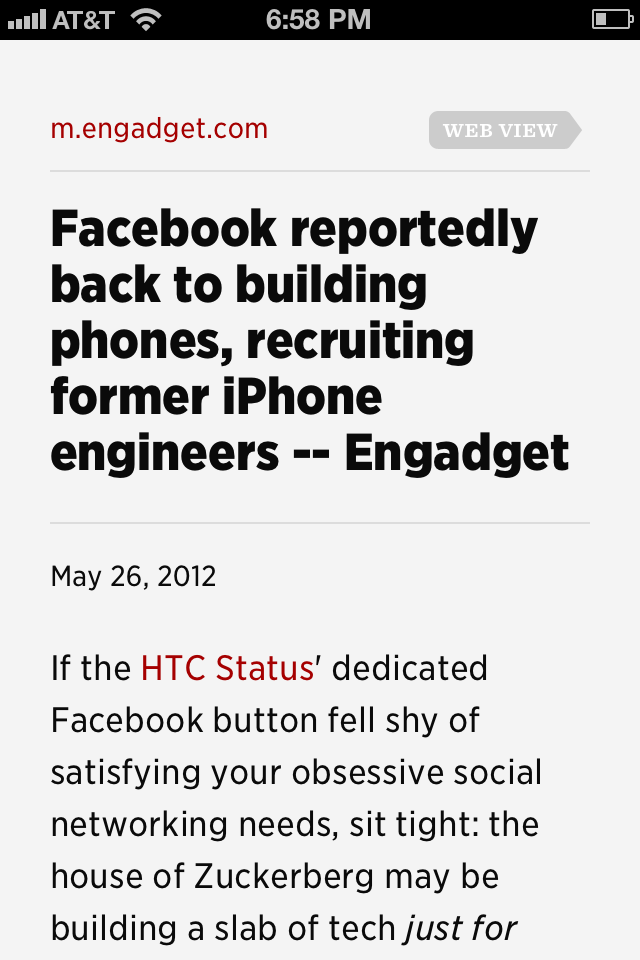 AT&T 6:58 PM
m.engadget.com WEB VIEW
Facebook reportedly
back to building
phones, recruiting
former iPhone
engineers -- Engadget
May 26, 2012
If the HTC Status' dedicated
Facebook button fell shy of
satisfying your obsessive social
networking needs, sit tight: the
house of Zuckerberg may be
building a slab of tech just for